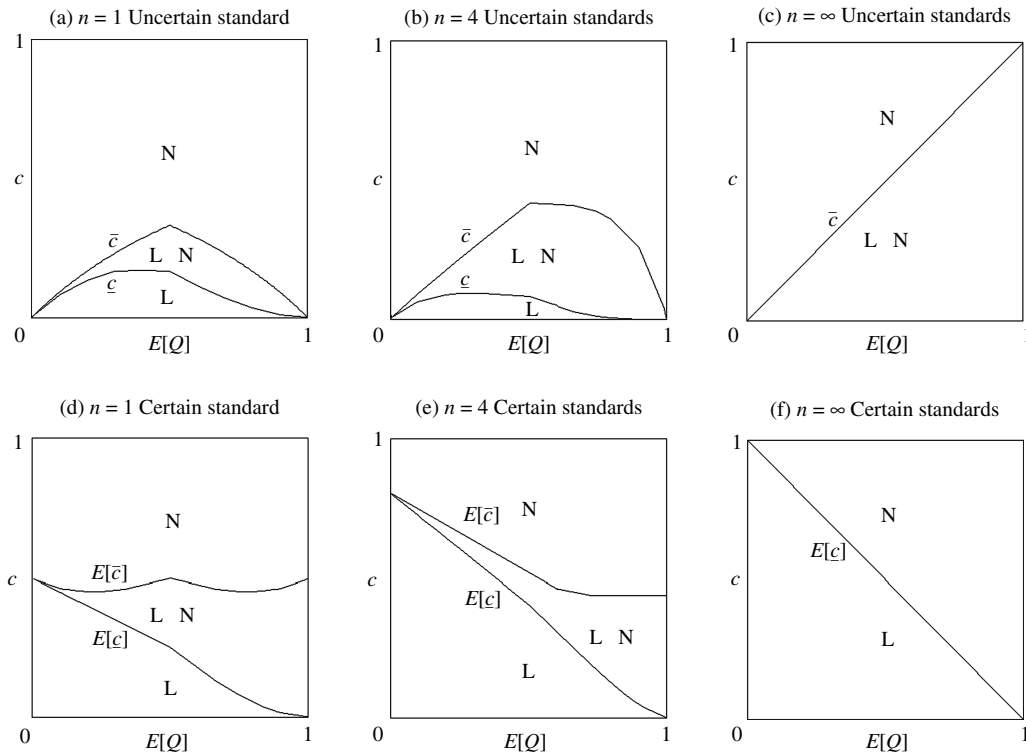 (a) n = 1 Uncertain standard
1
N
c
c̄
L N
c̲
L
0
E[Q]
1
(b) n = 4 Uncertain standards
1
N
c
c̄
L N
c̲
L
0
E[Q]
1
(c) n = ∞ Uncertain standards
1
N
c
c̄
L N
0
E[Q]
1
(d) n = 1 Certain standard
1
N
c
E[c̄]
L N
E[c̲]
L
0
E[Q]
1
(e) n = 4 Certain standards
1
E[c̄]
N
c
E[c̲]
L N
L
0
E[Q]
1
(f) n = ∞ Certain standards
1
N
E[c̲]
c
L
0
E[Q]
1